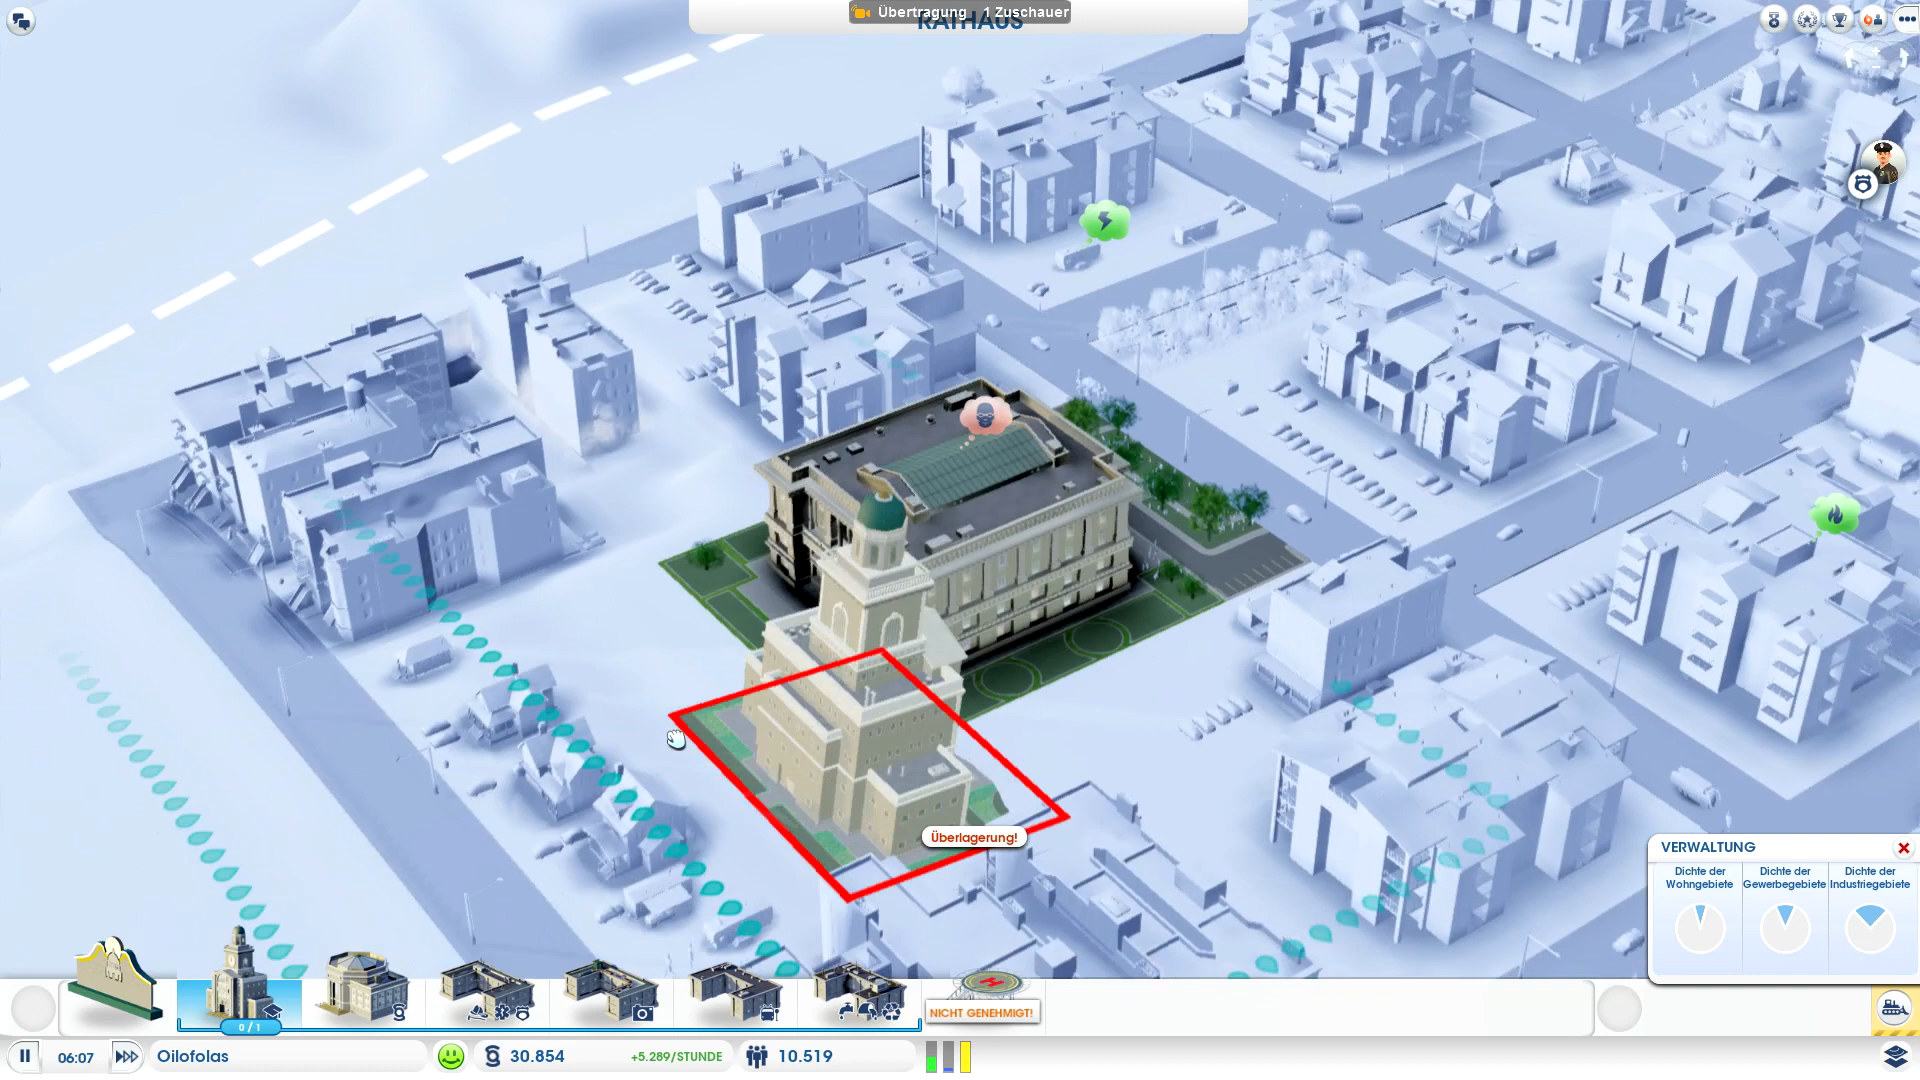 Übertragung 1 Zuschauer
RATHAUS
Überlagerung!
VERWALTUNG
Dichte der Wohngebiete
Dichte der Gewerbegebiete
Dichte der Industriegebiete
0 / 1
NICHT GENEHMIGT!
06:07
Oilofolas
30.854
+5.289/STUNDE
10.519